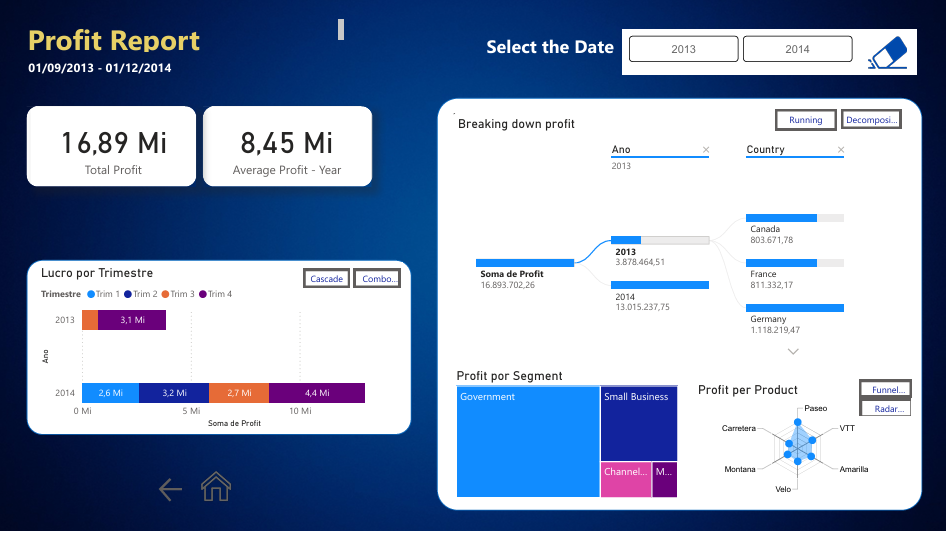 Profit Report
01/09/2013 - 01/12/2014
Select the Date
2013
2014
16,89 Mi
Total Profit
8,45 Mi
Average Profit - Year
Lucro por Trimestre
Cascade
Combo...
Trimestre Trim 1 Trim 2 Trim 3 Trim 4
2013
3,1 Mi
Ano
2014
2,6 Mi
3,2 Mi
2,7 Mi
4,4 Mi
0 Mi
5 Mi
10 Mi
Soma de Profit
Breaking down profit
Running
Decomposi...
Ano
2013
Country
Soma de Profit
16.893.702,26
2013
3.878.464,51
2014
13.015.237,75
Canada
803.671,78
France
811.332,17
Germany
1.118.219,47
Profit por Segment
Government
Small Business
Channel...
M...
Profit per Product
Funnel...
Radar...
Paseo
VTT
Amarilla
Velo
Montana
Carretera